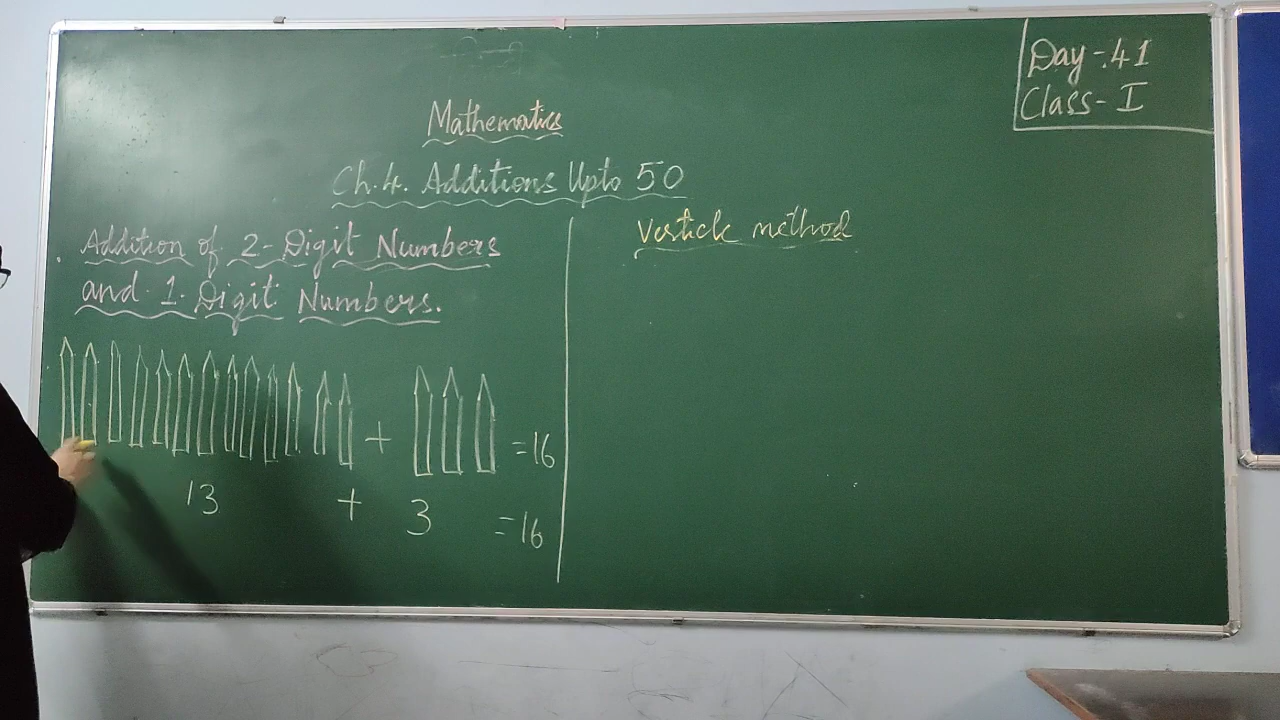 Day-:41
Class- I
Mathematics
Ch.4. Additions Upto 50
Addition of 2-Digit Numbers
and 1-Digit Numbers.
+ =16
13 + 3 =16
Vertick method